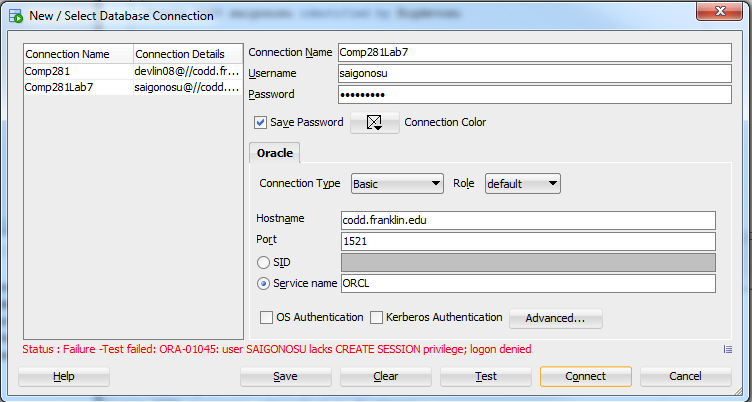 New / Select Database Connection
Connection Name Connection Details
Comp281 devlin08@//codd.fr...
Comp281Lab7 saigonosu@//codd....
Connection Name Comp281Lab7
Username saigonosu
Password •••••••••
Save Password Connection Color
Oracle
Connection Type Basic Role default
Hostname codd.franklin.edu
Port 1521
SID
Service name ORCL
OS Authentication Kerberos Authentication Advanced...
Status : Failure -Test failed: ORA-01045: user SAIGONOSU lacks CREATE SESSION privilege; logon denied
Help Save Clear Test Connect Cancel